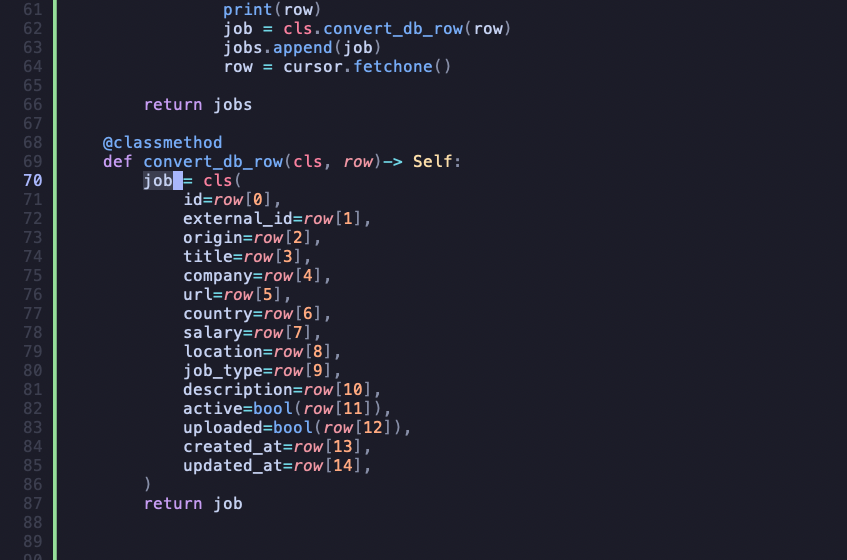 61 print(row)
62 job = cls.convert_db_row(row)
63 jobs.append(job)
64 row = cursor.fetchone()
65
66 return jobs
67
68 @classmethod
69 def convert_db_row(cls, row)-> Self:
70 job = cls(
71 id=row[0],
72 external_id=row[1],
73 origin=row[2],
74 title=row[3],
75 company=row[4],
76 url=row[5],
77 country=row[6],
78 salary=row[7],
79 location=row[8],
80 job_type=row[9],
81 description=row[10],
82 active=bool(row[11]),
83 uploaded=bool(row[12]),
84 created_at=row[13],
85 updated_at=row[14],
86 )
87 return job
88
89
90